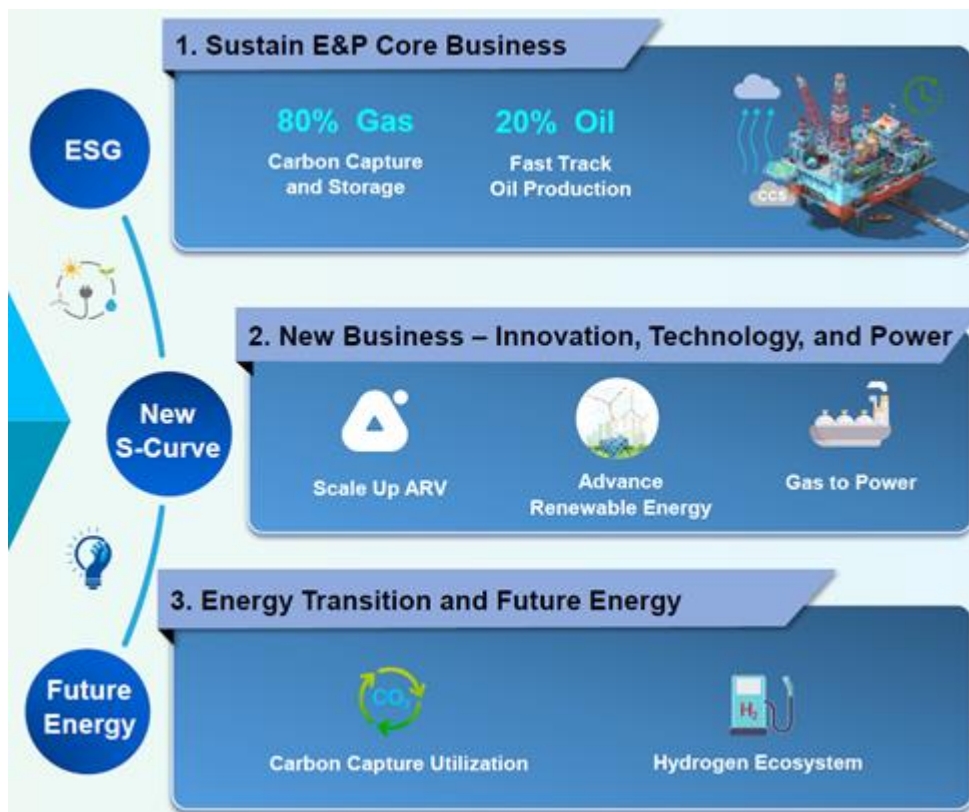 1. Sustain E&P Core Business
ESG
80% Gas
Carbon Capture
and Storage
20% Oil
Fast Track
Oil Production
CCS
2. New Business – Innovation, Technology, and Power
New
S-Curve
Scale Up ARV
Advance
Renewable Energy
Gas to Power
3. Energy Transition and Future Energy
Future
Energy
CO₂
Carbon Capture Utilization
H₂
Hydrogen Ecosystem